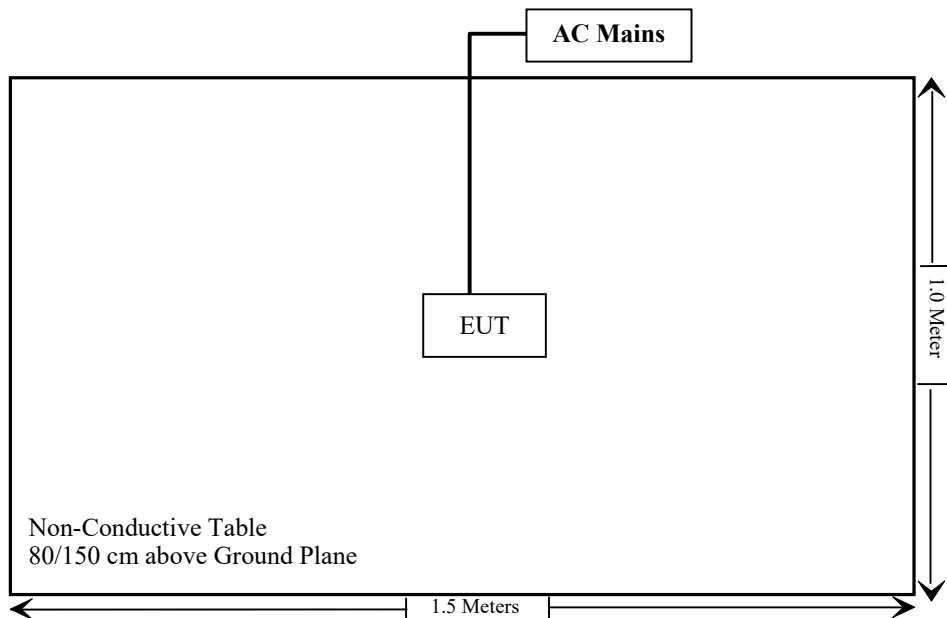 AC Mains
EUT
1.0 Meter
Non-Conductive Table
80/150 cm above Ground Plane
1.5 Meters